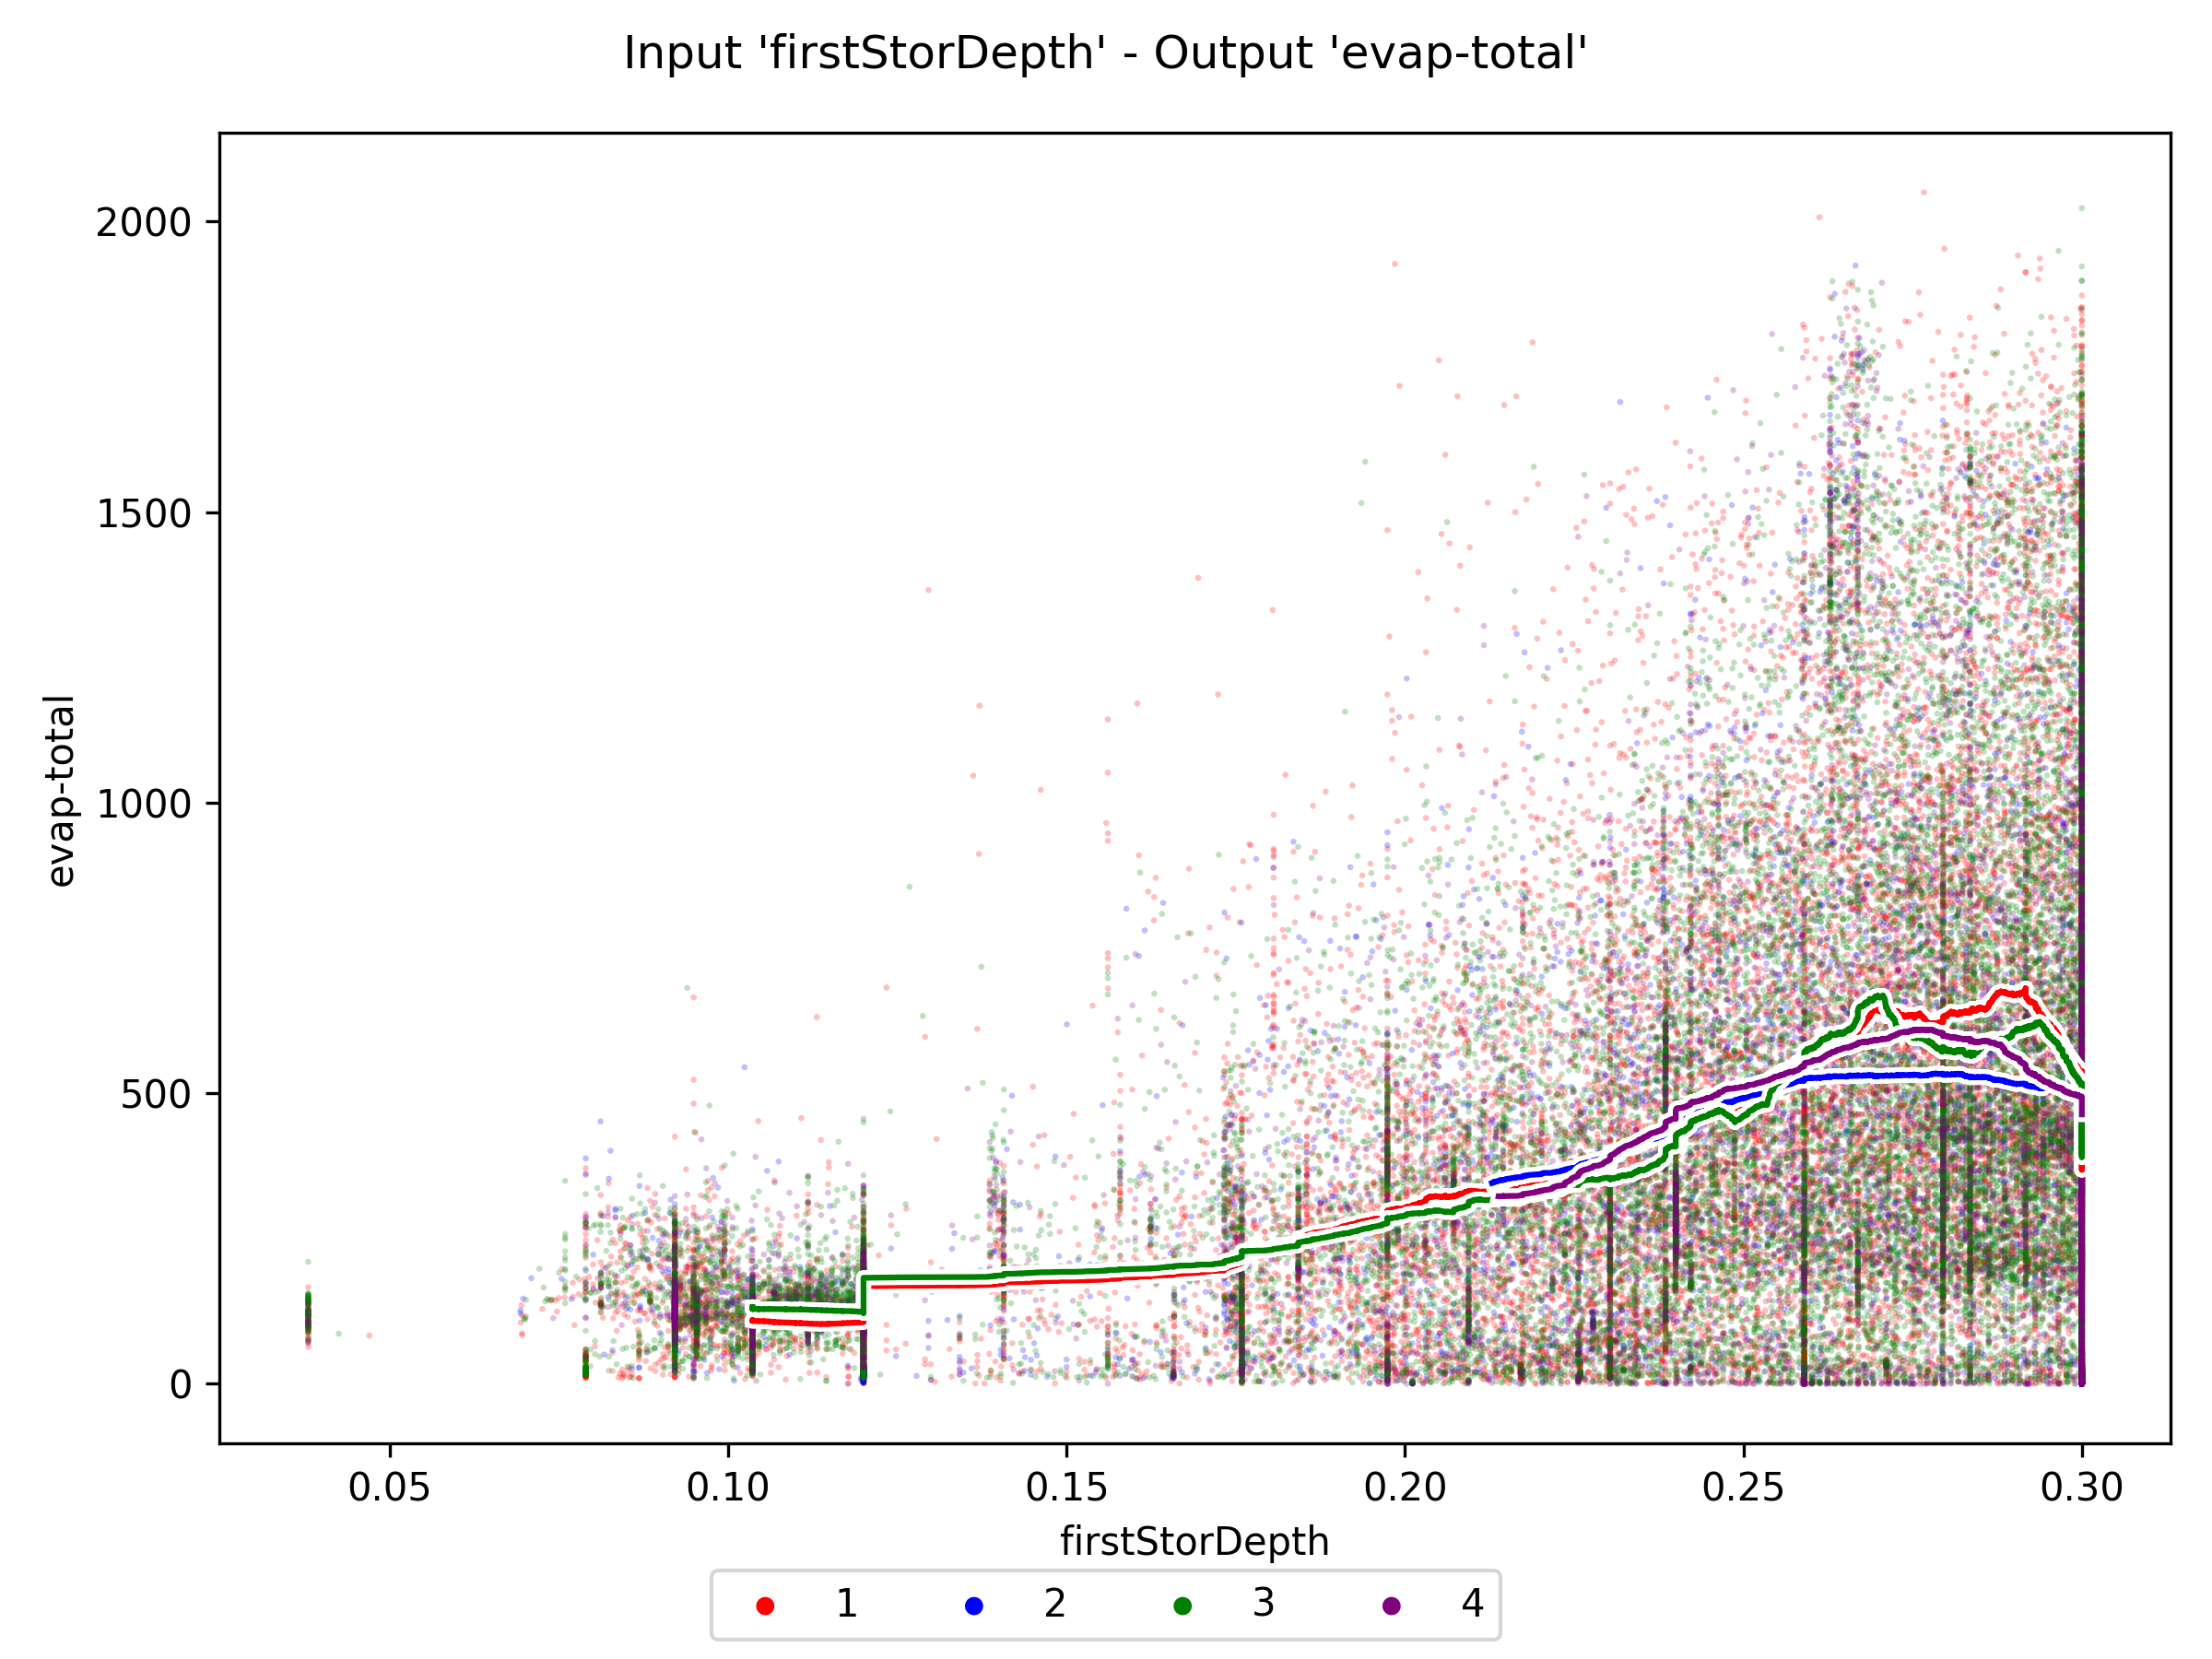 Input 'firstStorDepth' - Output 'evap-total'
2000
1500
1000
500
0
evap-total
0.05 0.10 0.15 0.20 0.25 0.30
firstStorDepth
1 2 3 4